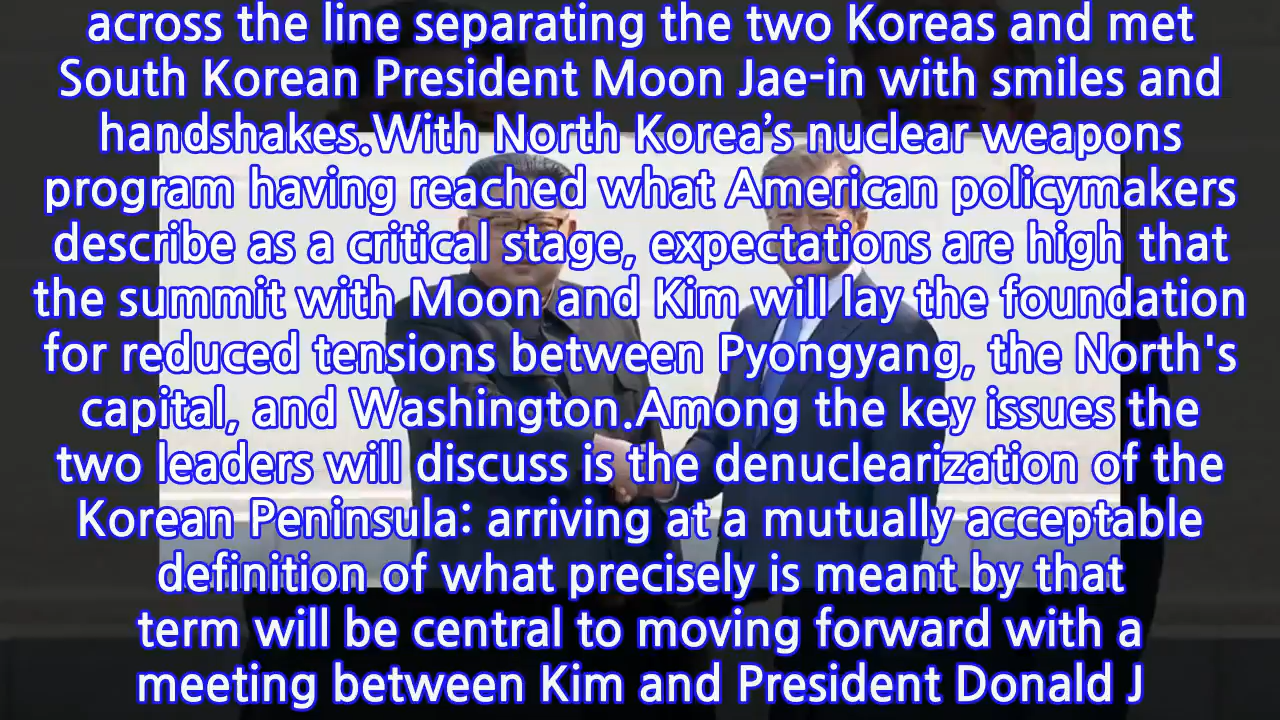 across the line separating the two Koreas and met
South Korean President Moon Jae-in with smiles and
handshakes.With North Korea’s nuclear weapons
program having reached what American policymakers
describe as a critical stage, expectations are high that
the summit with Moon and Kim will lay the foundation
for reduced tensions between Pyongyang, the North's
capital, and Washington.Among the key issues the
two leaders will discuss is the denuclearization of the
Korean Peninsula: arriving at a mutually acceptable
definition of what precisely is meant by that
term will be central to moving forward with a
meeting between Kim and President Donald J